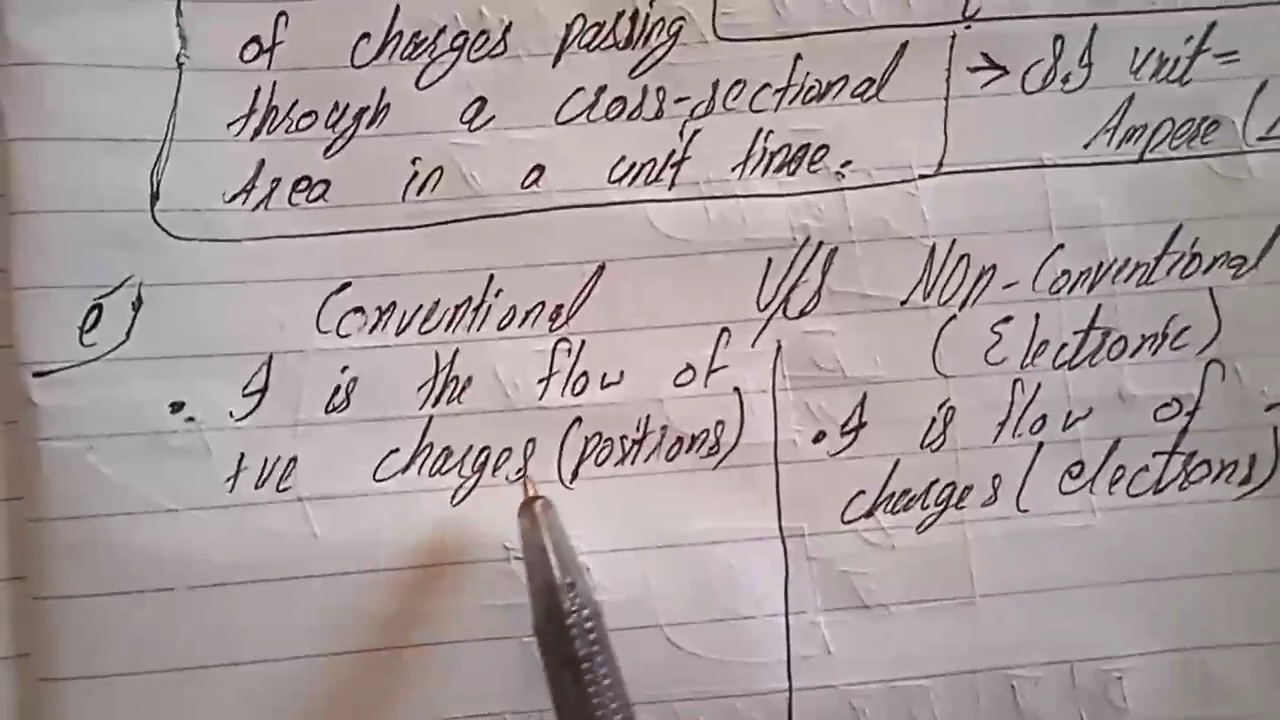 of charges passing
through a cross-sectional → S.I unit =
Area in a unit time. Ampere (
e) Conventional V/S Non-Conventional
(Electronic)
• I is the flow of
+ve charges (positions)
• I is flow of -
charges (electrons)